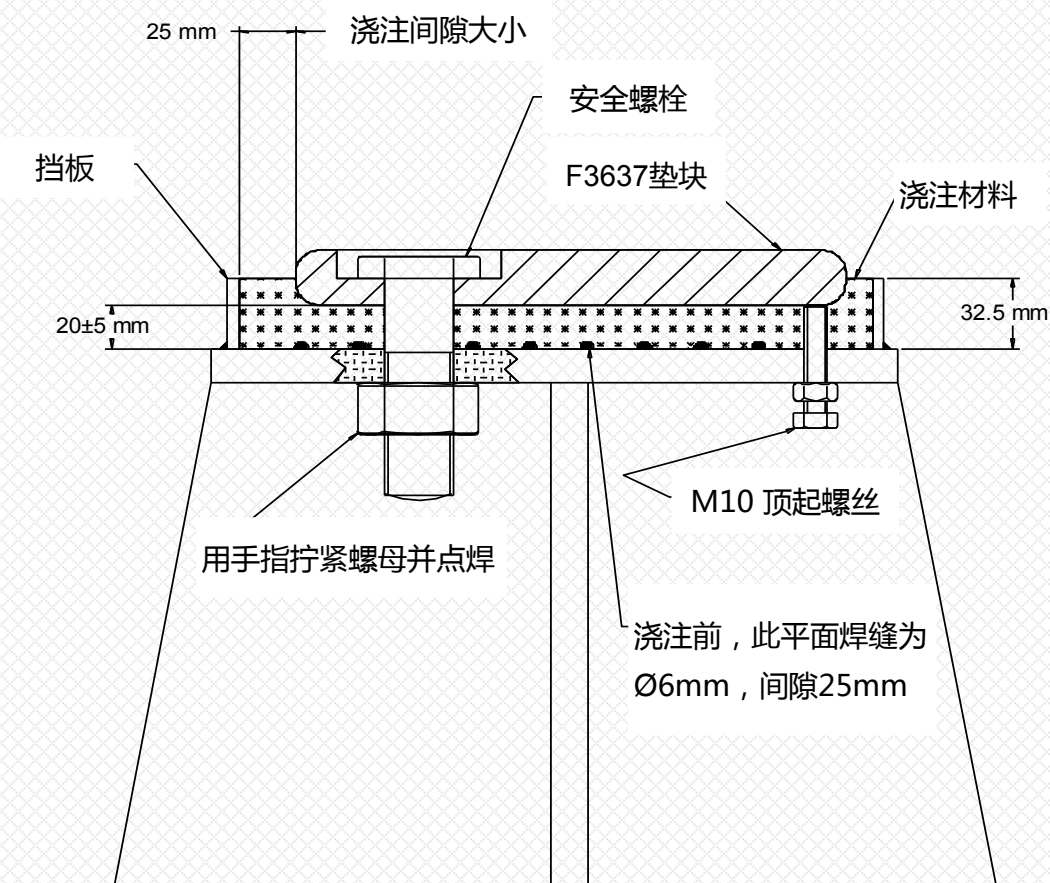 25 mm
浇注间隙大小
安全螺栓
挡板
F3637垫块
浇注材料
20±5 mm
32.5 mm
M10 顶起螺丝
用手指拧紧螺母并点焊
浇注前，此平面焊缝为
Ø6mm，间隙25mm